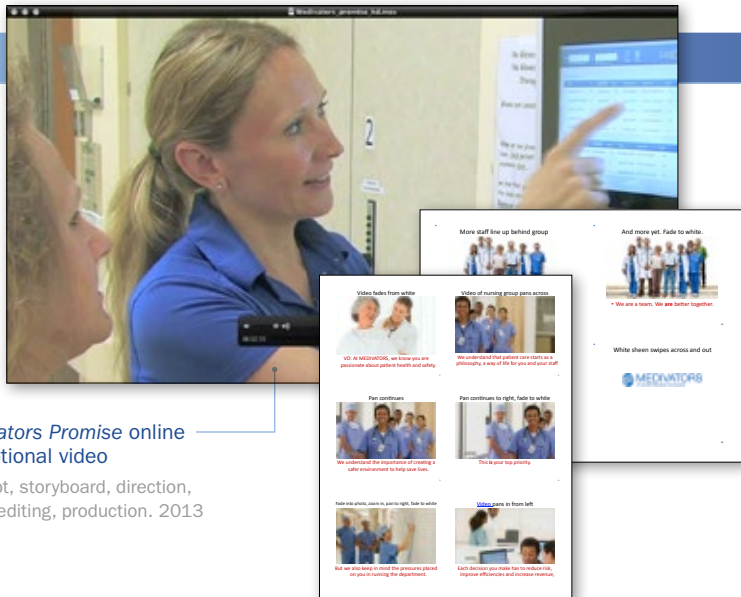 Medivators_promise_hd.mov
2
More staff line up behind group
And more yet. Fade to white.
• We are a team. We are better together.
White sheen swipes across and out
MEDIVATORS
Video fades from white
Video of nursing group pans across
VO: At MEDIVATORS, we know you are
passionate about patient health and safety.
We understand that patient care starts as a
philosophy, a way of life for you and your staff
Pan continues
Pan continues to right, fade to white
We understand the importance of creating a
safer environment to help save lives.
This is your top priority.
Fade into photo, zoom in, pan to right, fade to white
Video pans in from left
But we also keep in mind the pressures placed
on you in running the department.
Each decision you make has to reduce risk,
improve efficiencies and increase revenue,
ators Promise online
tional video
pt, storyboard, direction,
editing, production. 2013